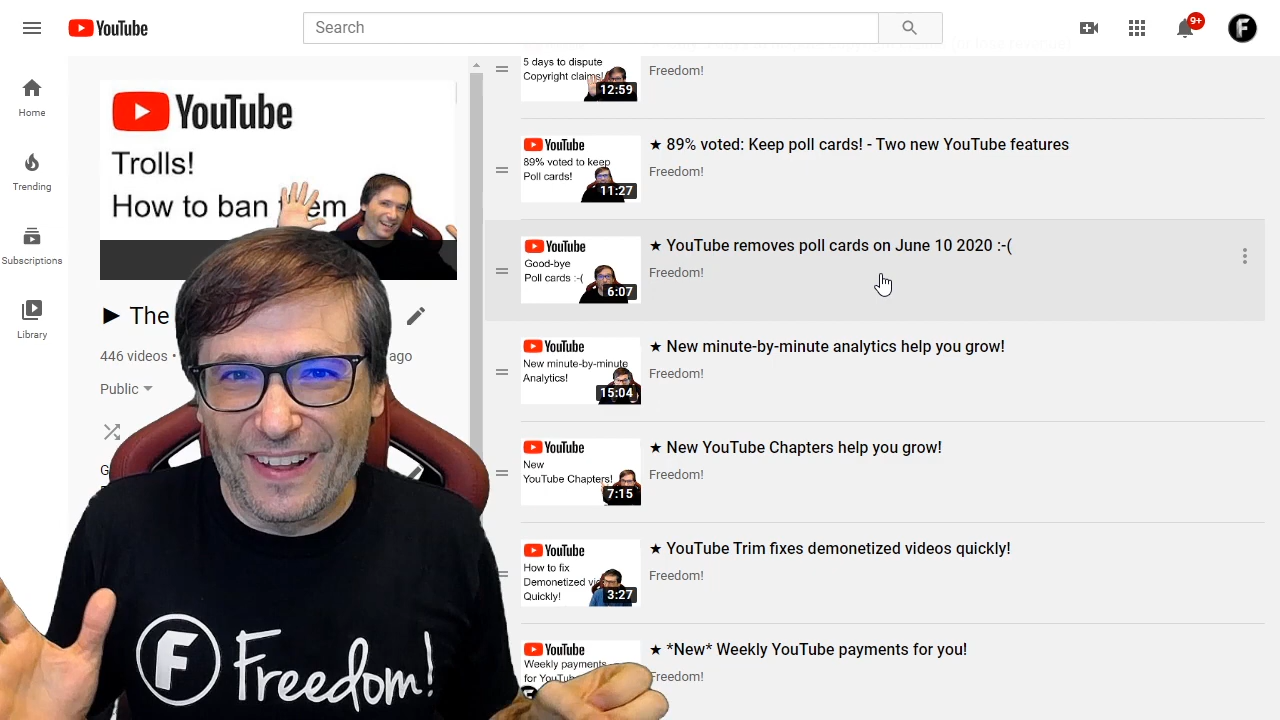 YouTube
Search
9+
F
Home
Trending
Subscriptions
Library
YouTube
Trolls!
How to ban them
► The
446 videos •
ago
Public
G
5 days to dispute
Copyright claims!
12:59
Freedom!
YouTube
89% voted to keep
Poll cards!
11:27
★ 89% voted: Keep poll cards! - Two new YouTube features
Freedom!
YouTube
Good-bye
Poll cards :-(
6:07
★ YouTube removes poll cards on June 10 2020 :-(
Freedom!
YouTube
New minute-by-minute
Analytics!
15:04
★ New minute-by-minute analytics help you grow!
Freedom!
YouTube
New
YouTube Chapters!
7:15
★ New YouTube Chapters help you grow!
Freedom!
YouTube
How to fix
Demonetized
Quickly!
3:27
★ YouTube Trim fixes demonetized videos quickly!
Freedom!
YouTube
Weekly payments
for YouTube
★ *New* Weekly YouTube payments for you!
Freedom!
F Freedom!